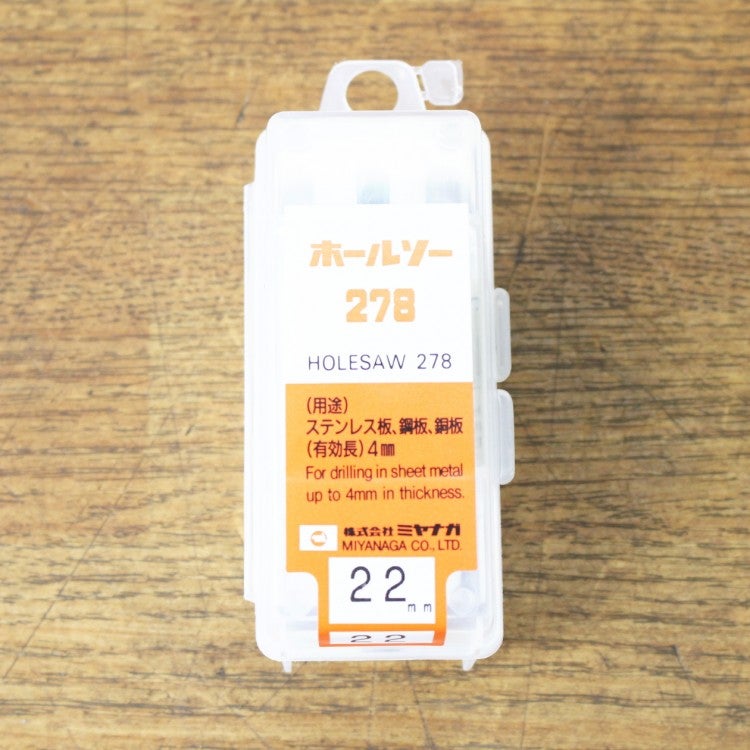 ホールソー
278
HOLESAW 278
(用途)
ステンレス板、鋼板、銅板
(有効長)4㎜
For drilling in sheet metal
up to 4mm in thickness.
株式会社 ミヤナガ
MIYANAGA CO., LTD.
22mm
22